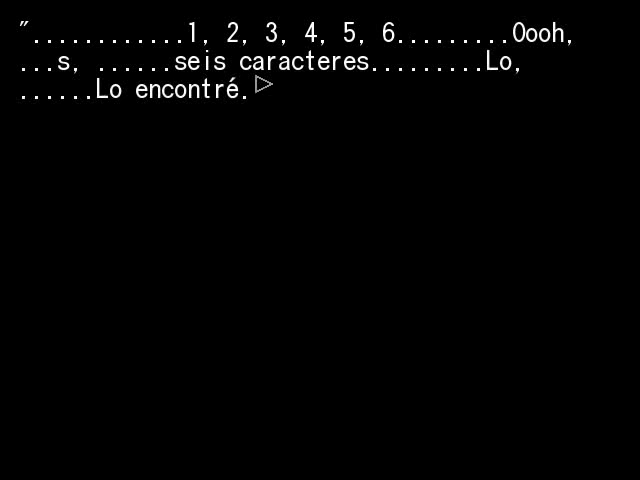 "............1, 2, 3, 4, 5, 6.........Oooh,
...s, ......seis caracteres.........Lo,
......Lo encontré.